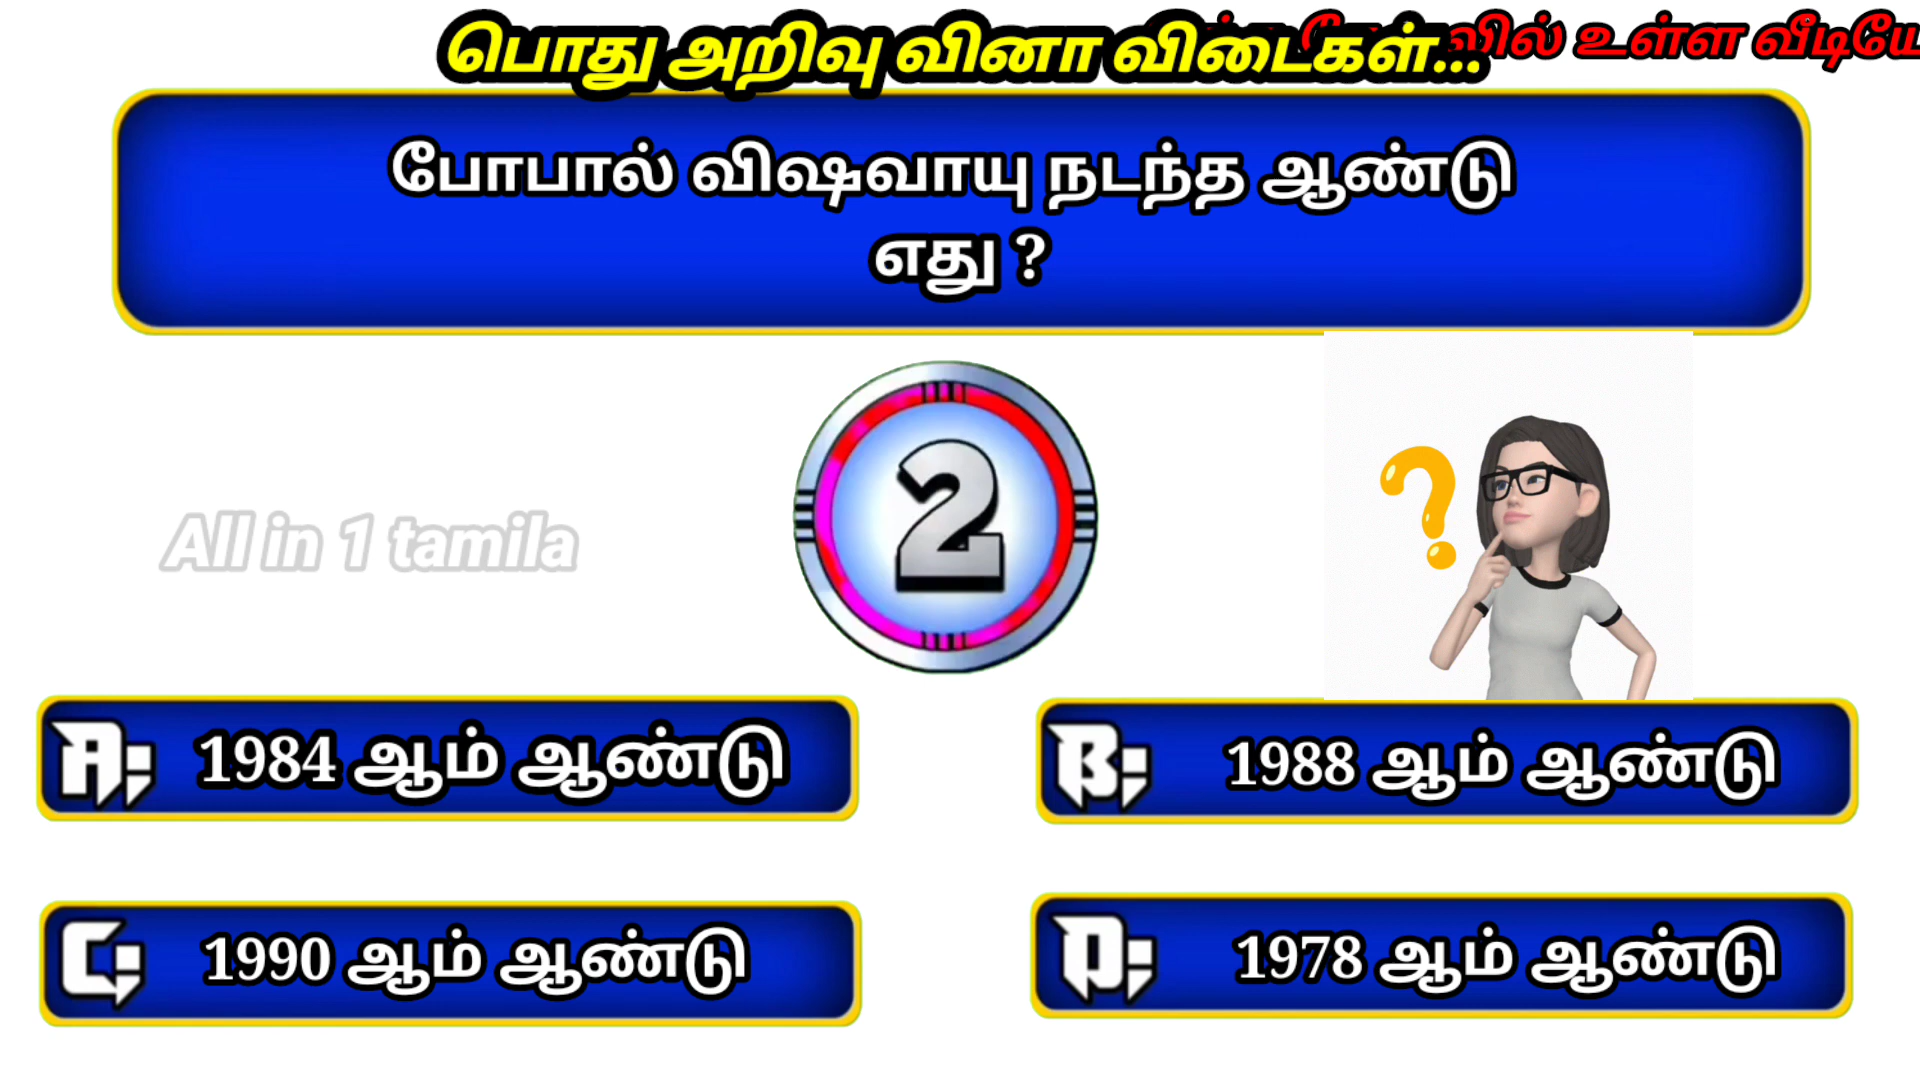 பொது அறிவு வினா விடைகள்...
உள்ள
போபால் விஷவாயு நடந்த ஆண்டு
எது ?
2
All in 1 tamila
A: 1984 ஆம் ஆண்டு
B: 1988 ஆம் ஆண்டு
C: 1990 ஆம் ஆண்டு
D: 1978 ஆம் ஆண்டு